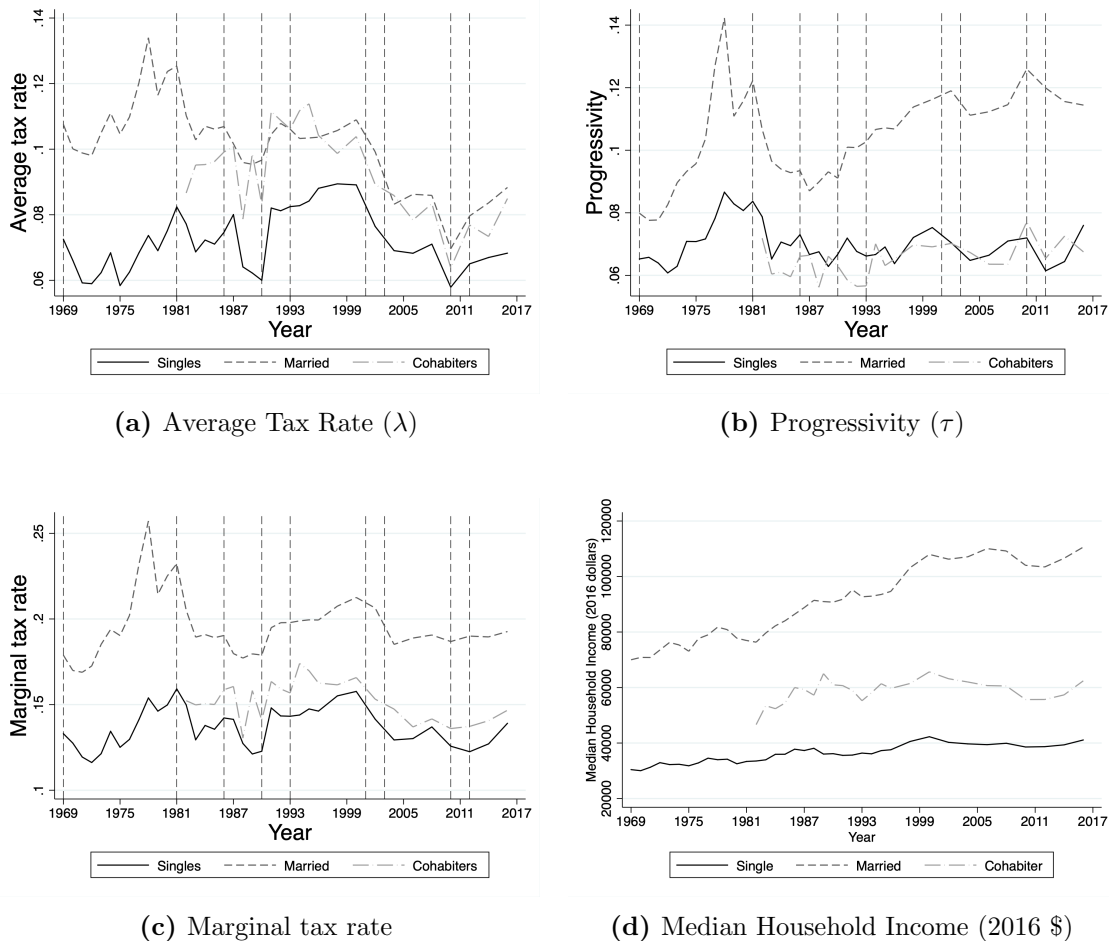 Average tax rate
.06 .08 .1 .12 .14
1969 1975 1981 1987 1993 1999 2005 2011 2017
Year
Singles Married Cohabiters
(a) Average Tax Rate (λ)
Progressivity
.06 .08 .1 .12 .14
1969 1975 1981 1987 1993 1999 2005 2011 2017
Year
Singles Married Cohabiters
(b) Progressivity (τ)
Marginal tax rate
.1 .15 .2 .25
1969 1975 1981 1987 1993 1999 2005 2011 2017
Year
Singles Married Cohabiters
(c) Marginal tax rate
Median Household Income (2016 dollars)
20000 40000 60000 80000 100000 120000
1969 1975 1981 1987 1993 1999 2005 2011 2017
Year
Single Married Cohabiter
(d) Median Household Income (2016 $)